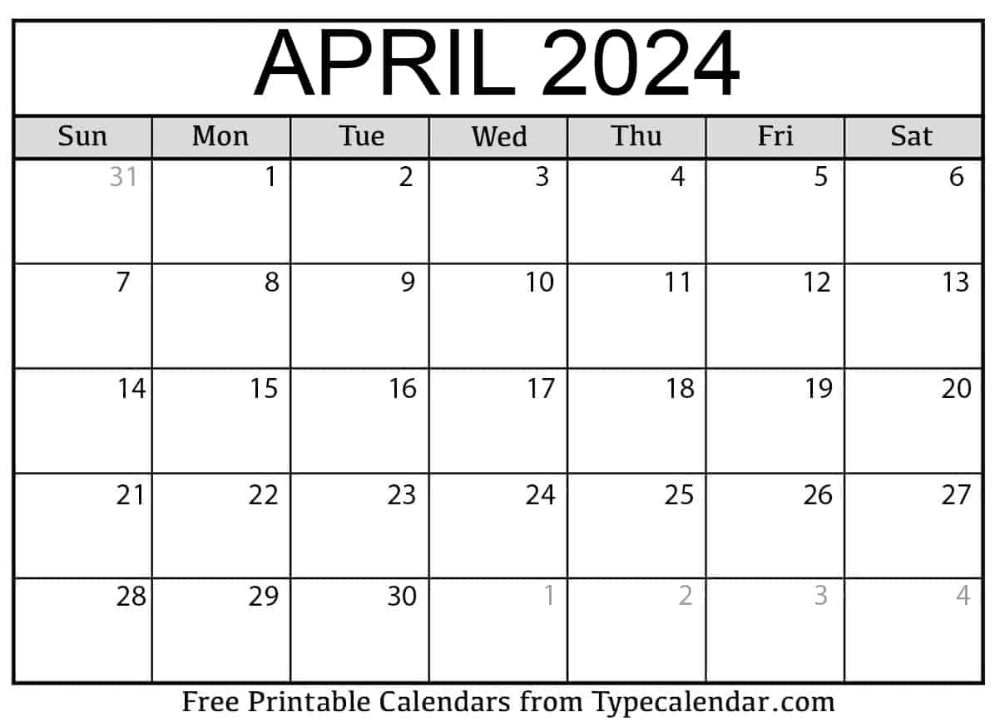 APRIL 2024
Sun Mon Tue Wed Thu Fri Sat
31 1 2 3 4 5 6
7 8 9 10 11 12 13
14 15 16 17 18 19 20
21 22 23 24 25 26 27
28 29 30 1 2 3 4
Free Printable Calendars from Typecalendar.com